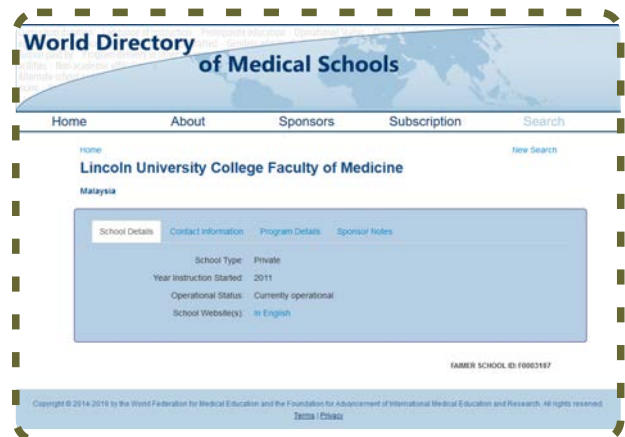 World Directory
of Medical Schools
Home About Sponsors Subscription Search
Home New Search
Lincoln University College Faculty of Medicine
Malaysia
School Details Contact Information Program Details Sponsor Notes
School Type: Private
Year Instruction Started: 2011
Operational Status: Currently operational
School Website(s): In English
FAIMER SCHOOL ID: F0003187
Copyright © 2014-2019 by the World Federation for Medical Education and the Foundation for Advancement of International Medical Education and Research. All rights reserved.
Terms | Privacy